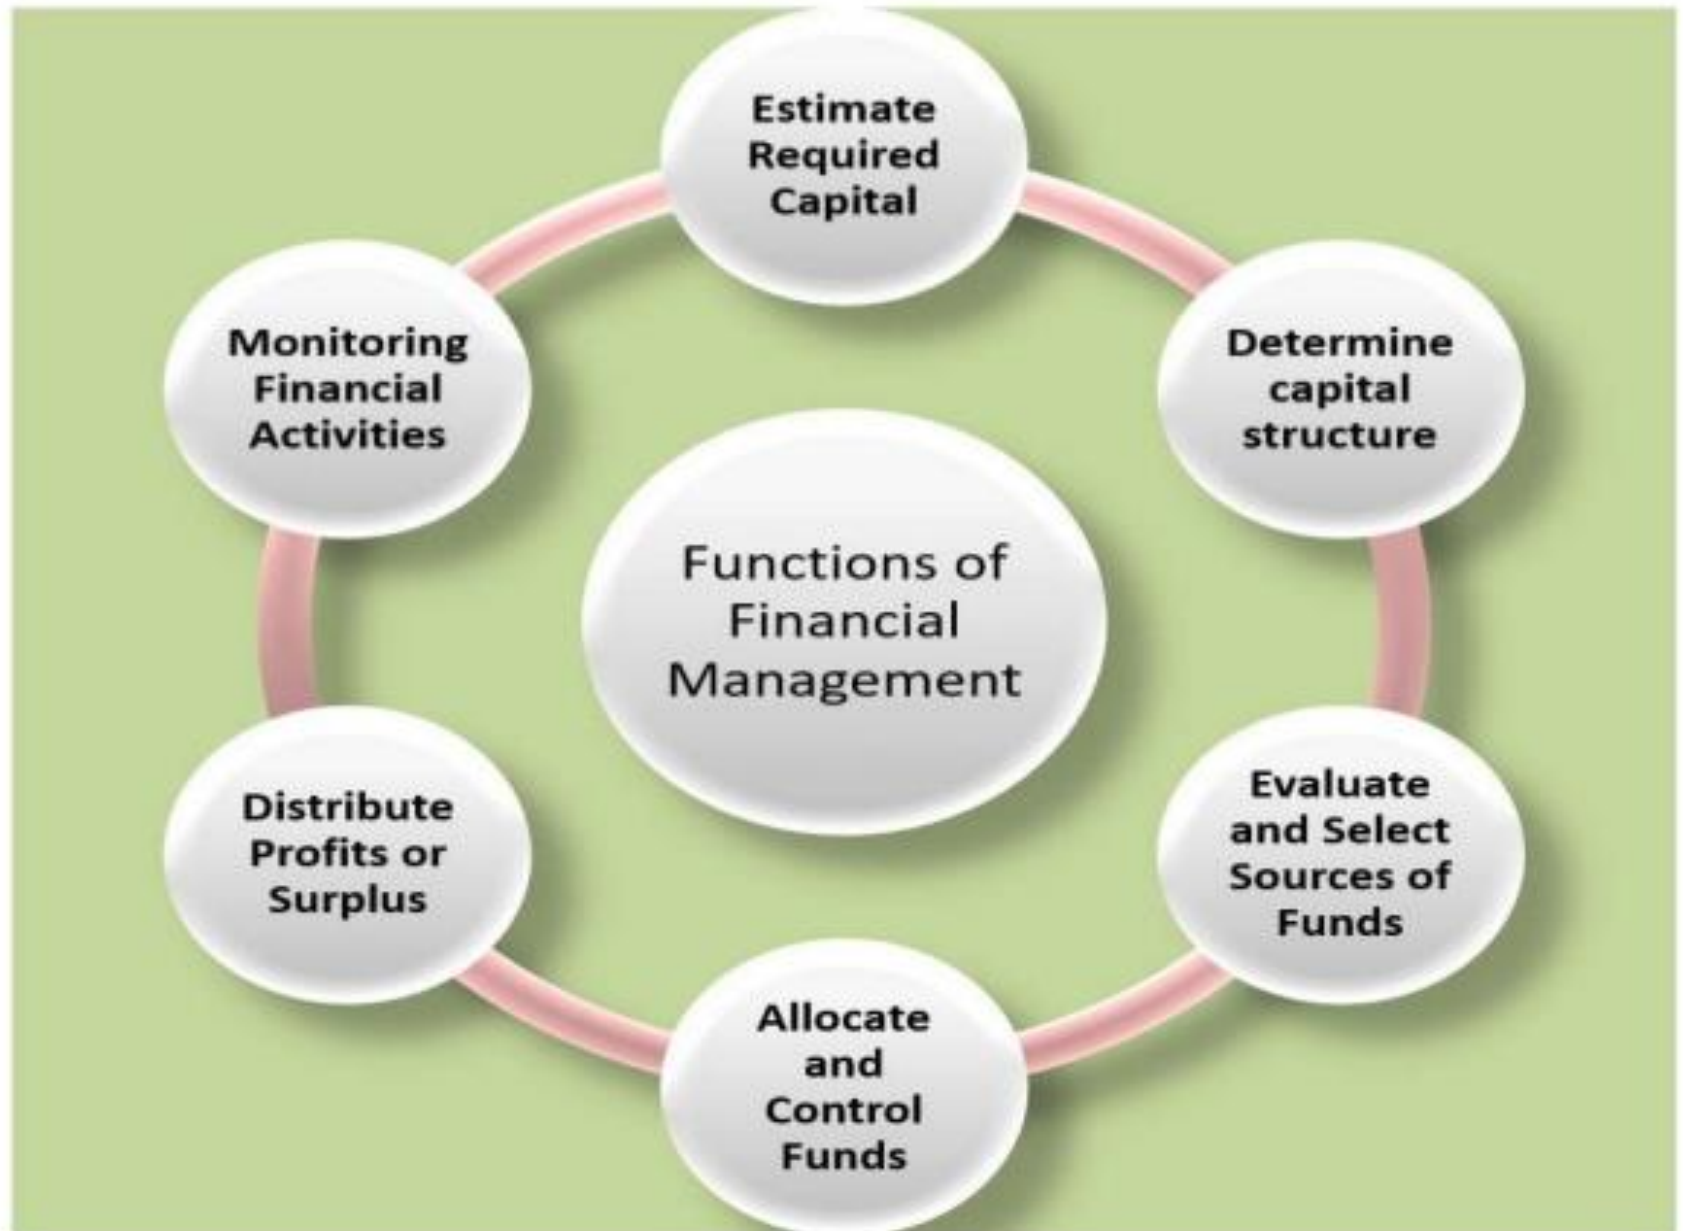 Estimate
Required
Capital
Determine
capital
structure
Evaluate
and Select
Sources of
Funds
Allocate
and
Control
Funds
Distribute
Profits or
Surplus
Monitoring
Financial
Activities
Functions of
Financial
Management